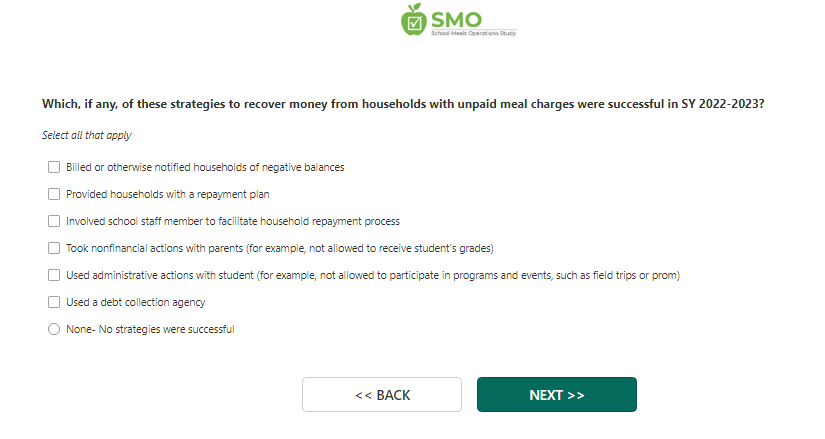 SMO
School Meals Operations Study
Which, if any, of these strategies to recover money from households with unpaid meal charges were successful in SY 2022-2023?
Select all that apply
Billed or otherwise notified households of negative balances
Provided households with a repayment plan
Involved school staff member to facilitate household repayment process
Took nonfinancial actions with parents (for example, not allowed to receive student's grades)
Used administrative actions with student (for example, not allowed to participate in programs and events, such as field trips or prom)
Used a debt collection agency
None- No strategies were successful
<< BACK
NEXT >>